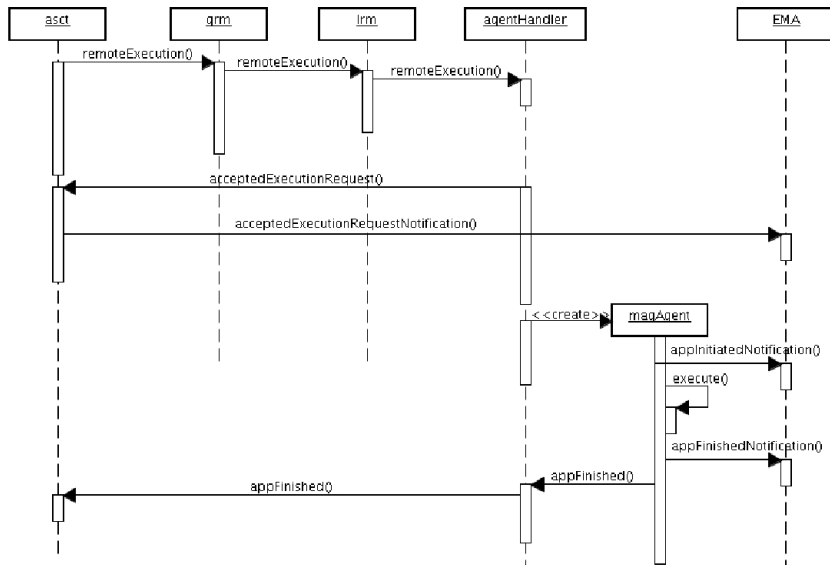 asct
grm
lrm
agentHandler
EMA
remoteExecution()
remoteExecution()
remoteExecution()
acceptedExecutionRequest()
acceptedExecutionRequestNotification()
<<create>>
magAgent
appInitiatedNotification()
execute()
appFinishedNotification()
appFinished()
appFinished()